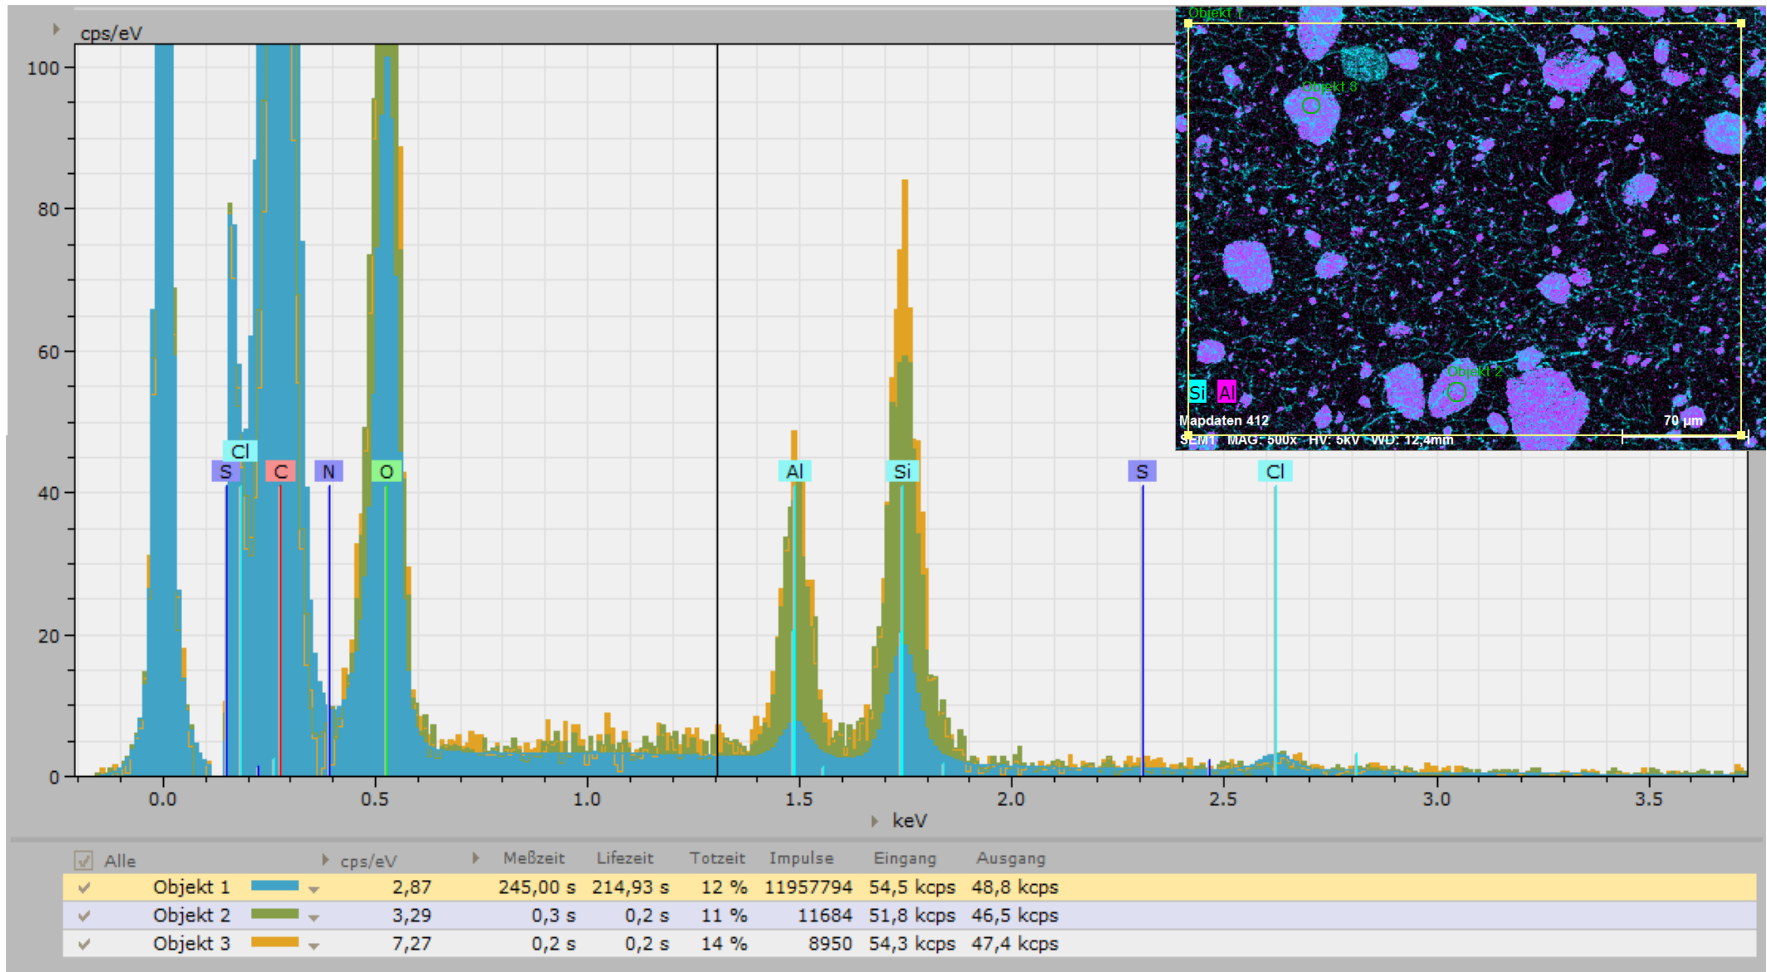 cps/eV
100
80
60
40
20
0
S
Cl
C
N
O
Al
Si
S
Cl
0.0 0.5 1.0 1.5 2.0 2.5 3.0 3.5
keV
Objekt 8
Objekt 2
Si Al
Mapdaten 412
70 µm
SEM1 MAG: 500x HV: 5kV WD: 12,4mm
Alle cps/eV Meßzeit Lifezeit Totzeit Impulse Eingang Ausgang
Objekt 1 2,87 245,00 s 214,93 s 12 % 11957794 54,5 kcps 48,8 kcps
Objekt 2 3,29 0,3 s 0,2 s 11 % 11684 51,8 kcps 46,5 kcps
Objekt 3 7,27 0,2 s 0,2 s 14 % 8950 54,3 kcps 47,4 kcps